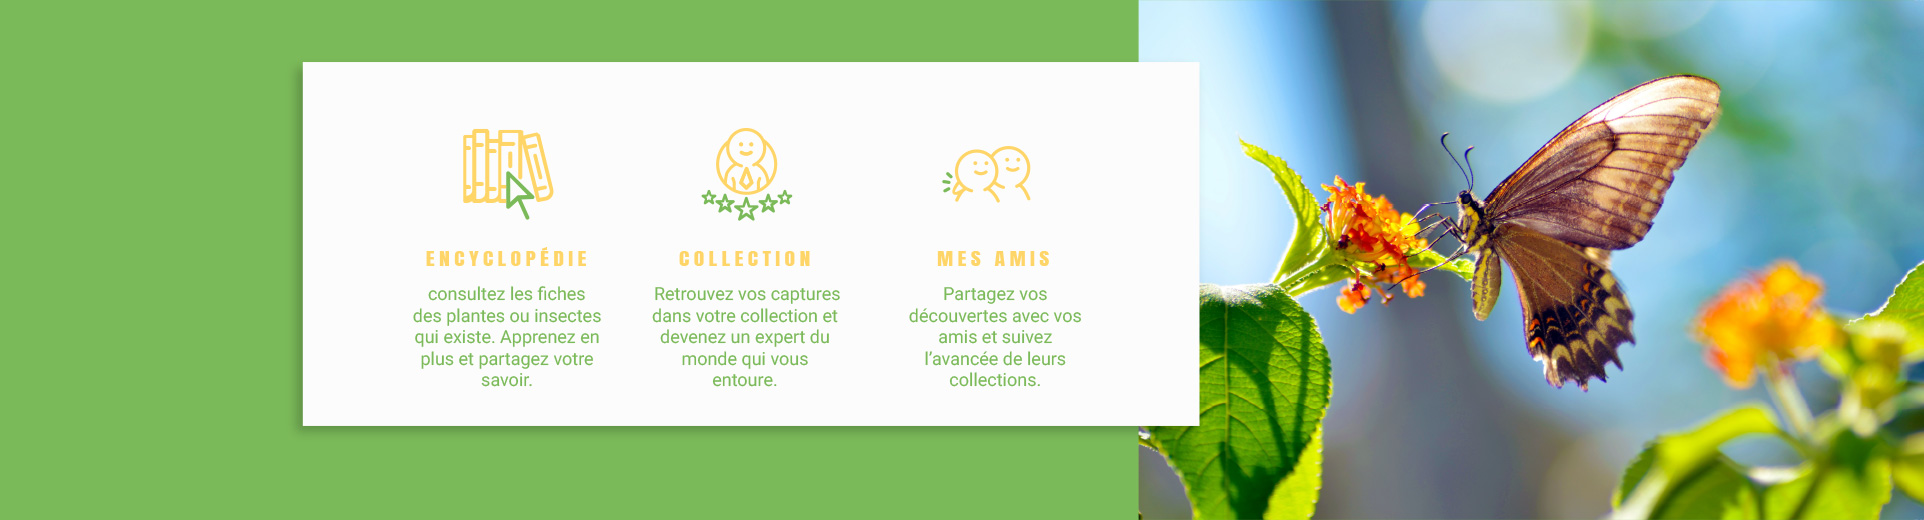 ENCYCLOPÉDIE
consultez les fiches
des plantes ou insectes
qui existe. Apprenez en
plus et partagez votre
savoir.
COLLECTION
Retrouvez vos captures
dans votre collection et
devenez un expert du
monde qui vous
entoure.
MES AMIS
Partagez vos
découvertes avec vos
amis et suivez
l’avancée de leurs
collections.